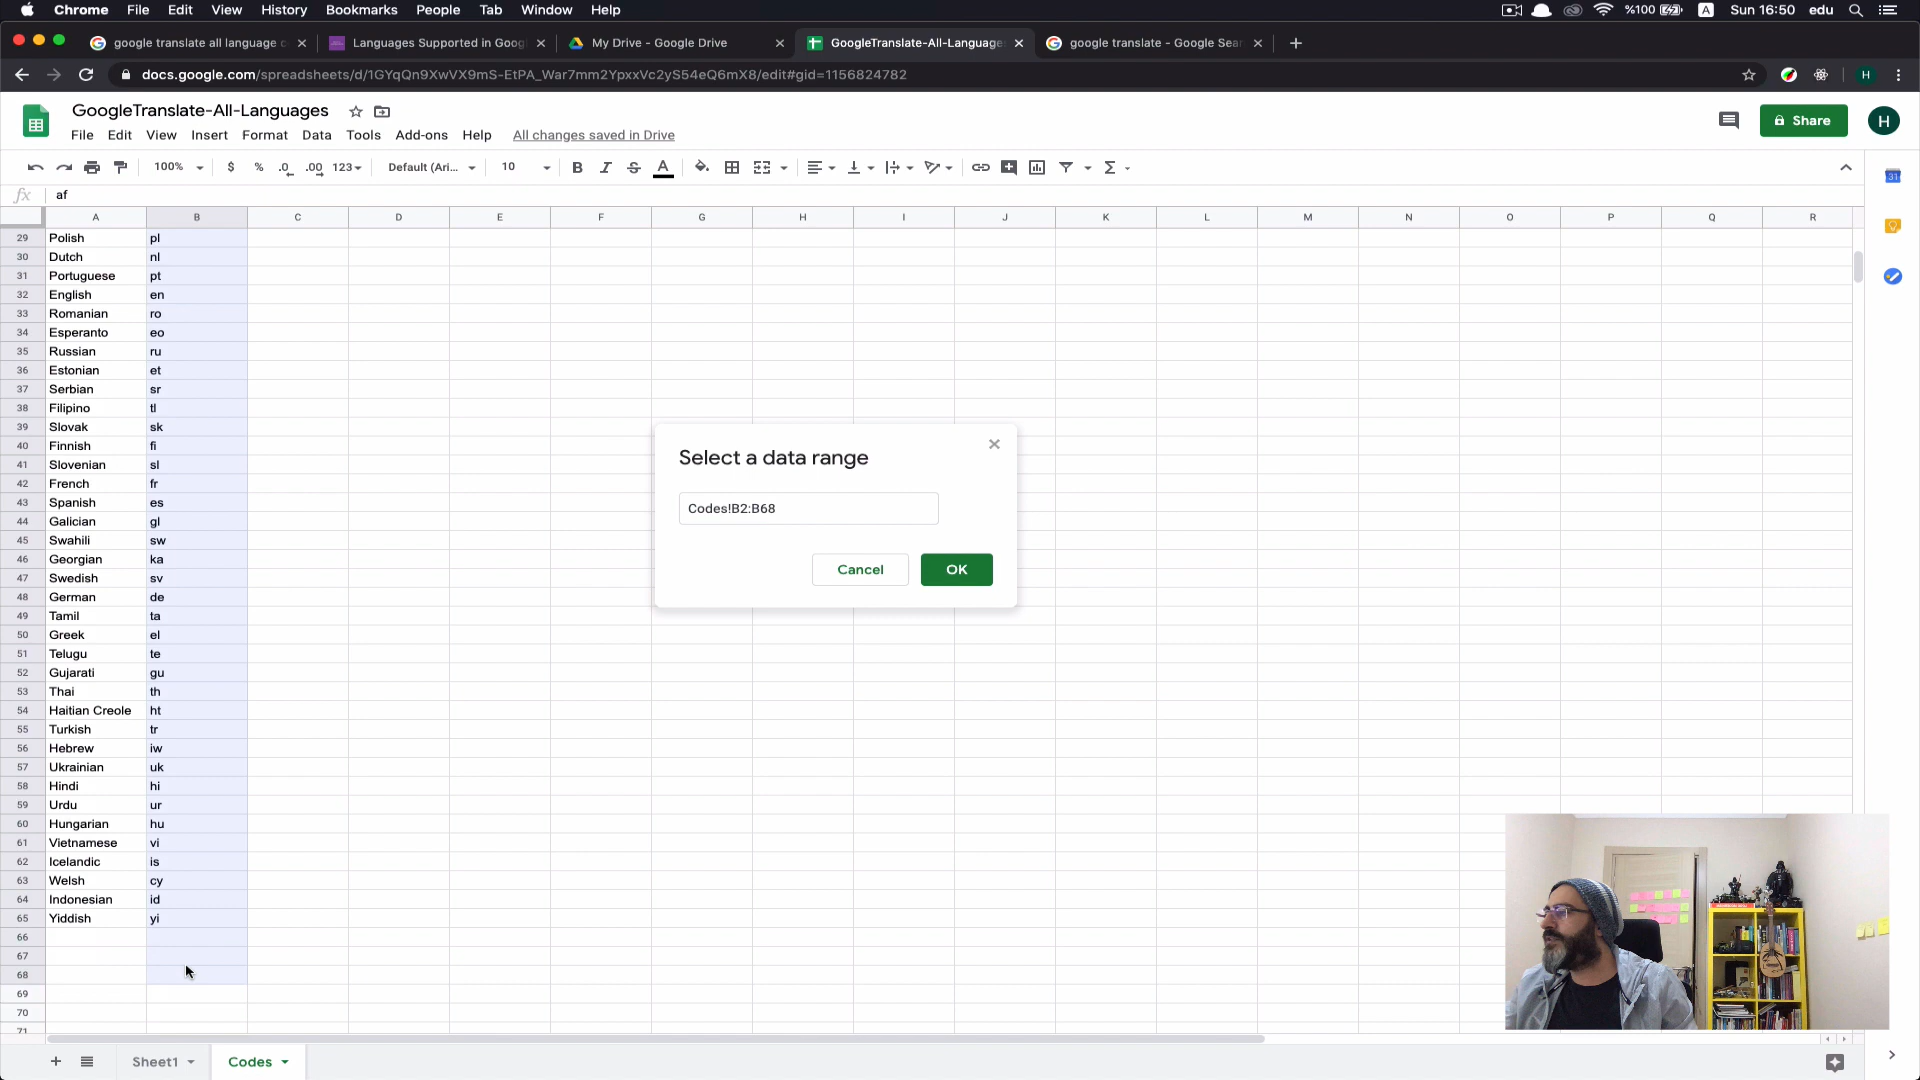 Chrome File Edit View History Bookmarks People Tab Window Help %100 A Sun 16:50 edu
google translate all language c
Languages Supported in Goog
My Drive - Google Drive
GoogleTranslate-All-Languages
google translate - Google Sear
docs.google.com/spreadsheets/d/1GYqQn9XwVX9mS-EtPA_War7mm2YpxxVc2yS54eQ6mX8/edit#gid=1156824782
H
GoogleTranslate-All-Languages
File Edit View Insert Format Data Tools Add-ons Help All changes saved in Drive
Share
H
100% $ % .0 .00 123 Default (Ari... 10 B I S A
31
fx af
A B C D E F G H I J K L M N O P Q R
29 Polish pl
30 Dutch nl
31 Portuguese pt
32 English en
33 Romanian ro
34 Esperanto eo
35 Russian ru
36 Estonian et
37 Serbian sr
38 Filipino tl
39 Slovak sk
40 Finnish fi
41 Slovenian sl
42 French fr
43 Spanish es
44 Galician gl
45 Swahili sw
46 Georgian ka
47 Swedish sv
48 German de
49 Tamil ta
50 Greek el
51 Telugu te
52 Gujarati gu
53 Thai th
54 Haitian Creole ht
55 Turkish tr
56 Hebrew iw
57 Ukrainian uk
58 Hindi hi
59 Urdu ur
60 Hungarian hu
61 Vietnamese vi
62 Icelandic is
63 Welsh cy
64 Indonesian id
65 Yiddish yi
66
67
68
69
70
71
Select a data range
Codes!B2:B68
Cancel OK
Sheet1 Codes